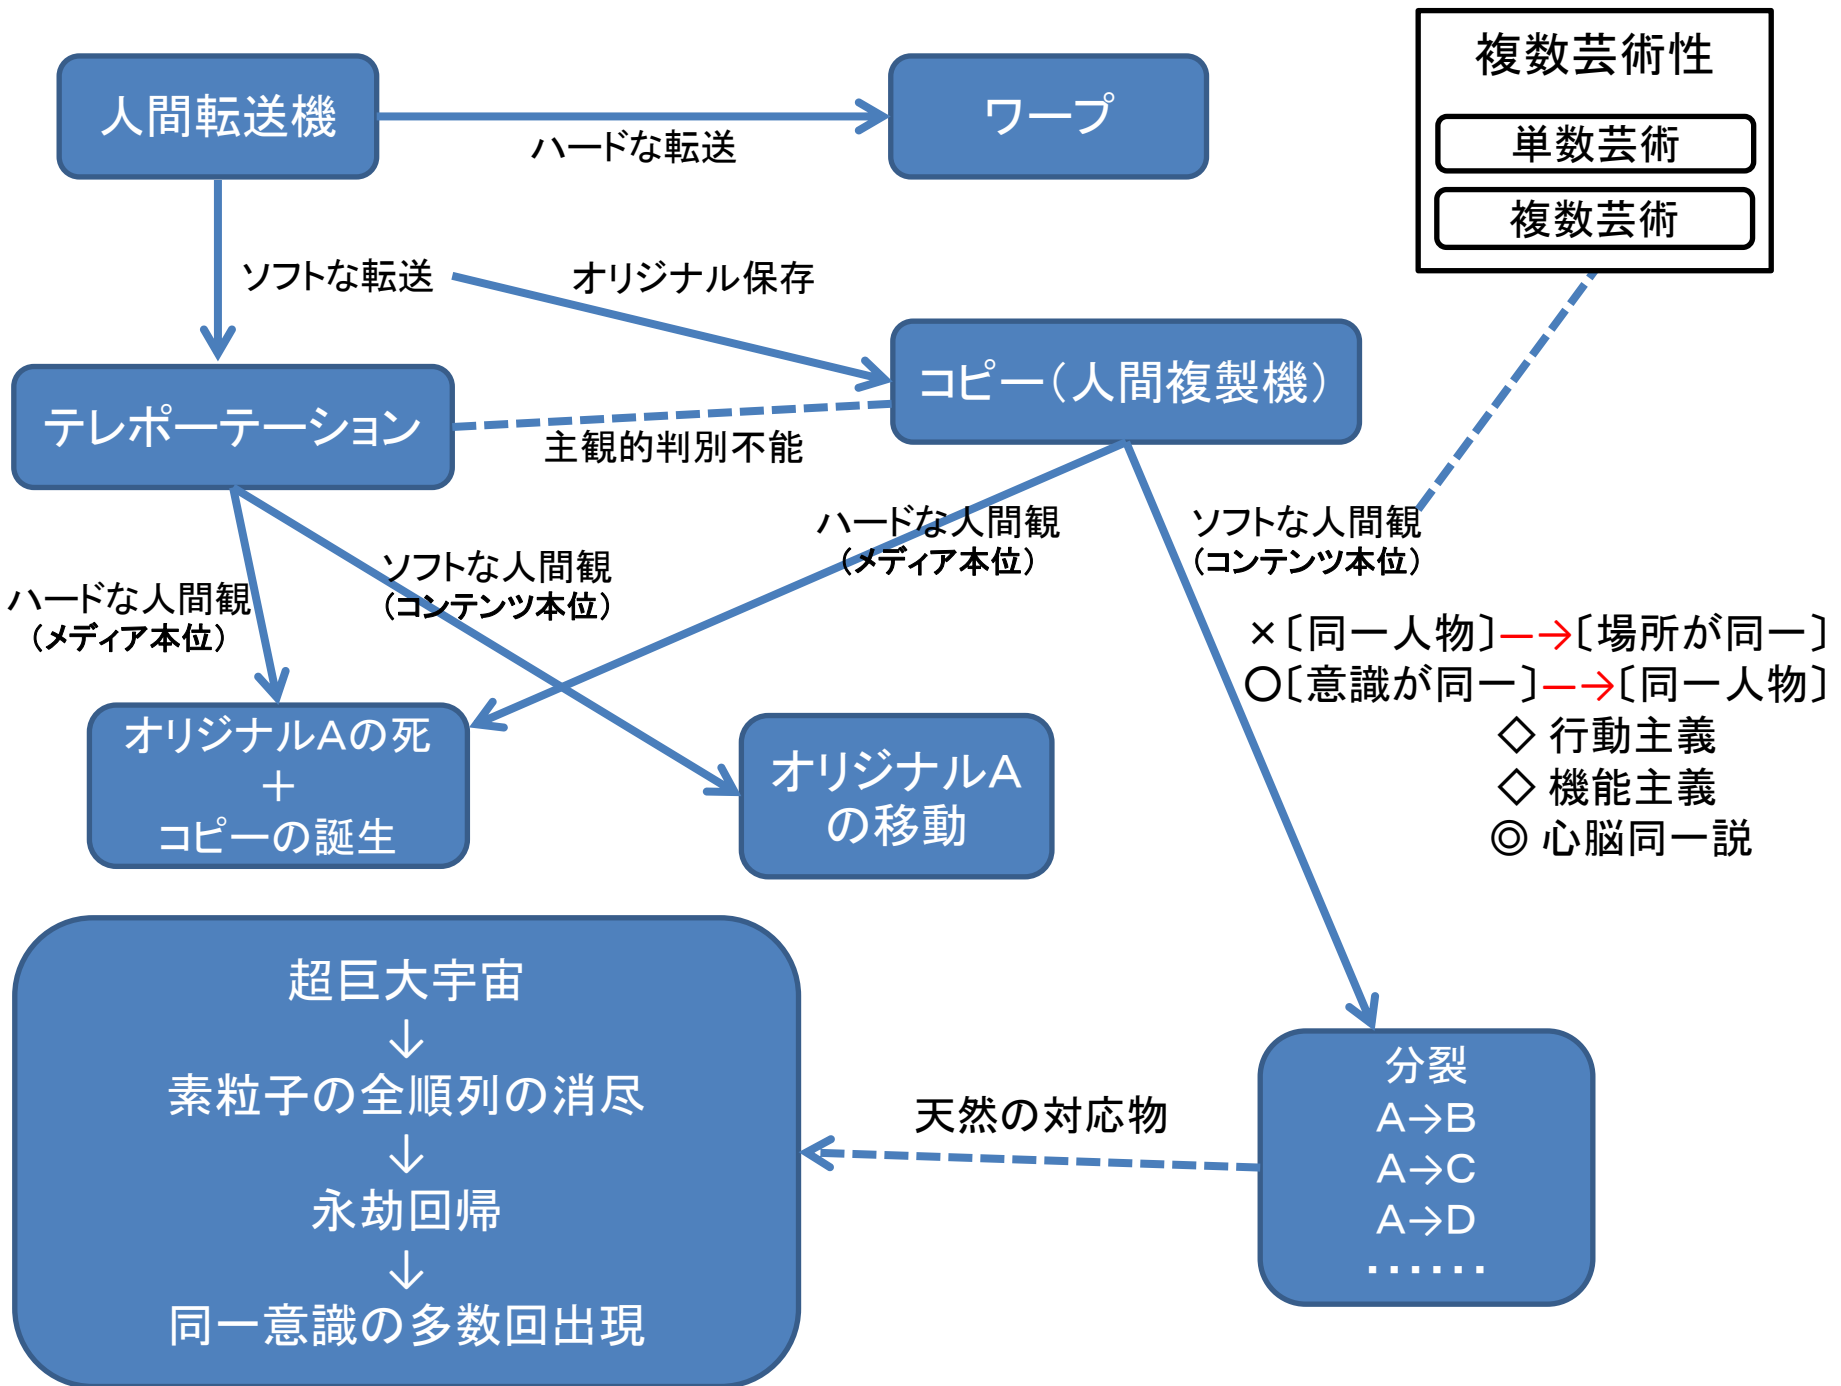 人間転送機
ハードな転送
ワープ
複数芸術性
単数芸術
複数芸術
ソフトな転送
オリジナル保存
コピー（人間複製機）
テレポーテーション
主観的判別不能
ハードな人間観
（メディア本位）
ソフトな人間観
（コンテンツ本位）
ハードな人間観
（メディア本位）
ソフトな人間観
（コンテンツ本位）
×〔同一人物〕―→〔場所が同一〕
○〔意識が同一〕―→〔同一人物〕
◇ 行動主義
◇ 機能主義
◎ 心脳同一説
オリジナルAの死
＋
コピーの誕生
オリジナルA
の移動
超巨大宇宙
↓
素粒子の全順列の消尽
↓
永劫回帰
↓
同一意識の多数回出現
天然の対応物
分裂
A→B
A→C
A→D
・・・・・・